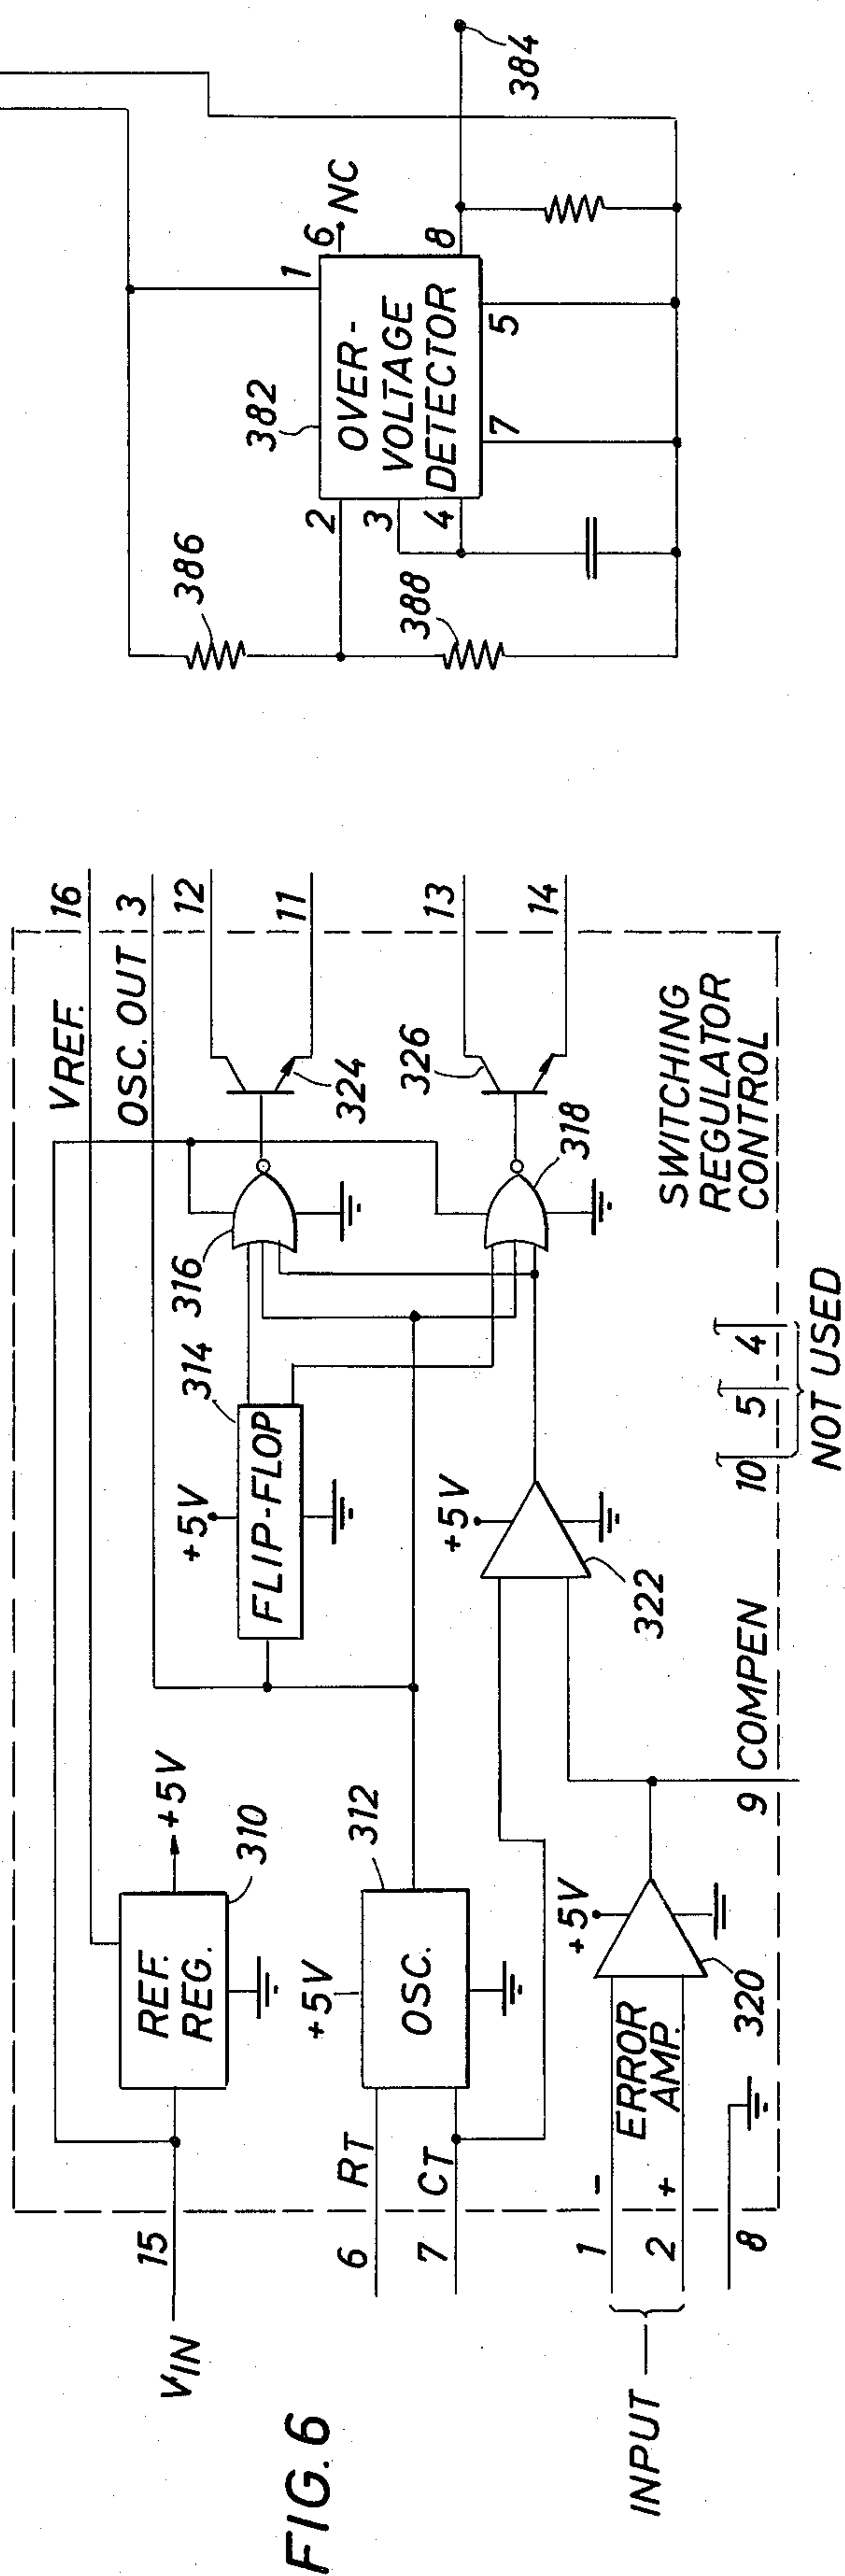 FIG. 6
VIN
15
REF.
REG.
310
+5V
VREF.
16
OSC. OUT
3
6
RT
7
CT
+5V
OSC.
312
+5V
FLIP-FLOP
314
316
12
11
324
INPUT
1
-
2
+
ERROR
AMP.
+5V
320
+5V
322
318
326
13
14
8
9
COMPEN
10
5
4
NOT USED
SWITCHING
REGULATOR
CONTROL
386
388
382
OVER-
VOLTAGE
DETECTOR
1
6
NC
2
3
4
7
5
8
384